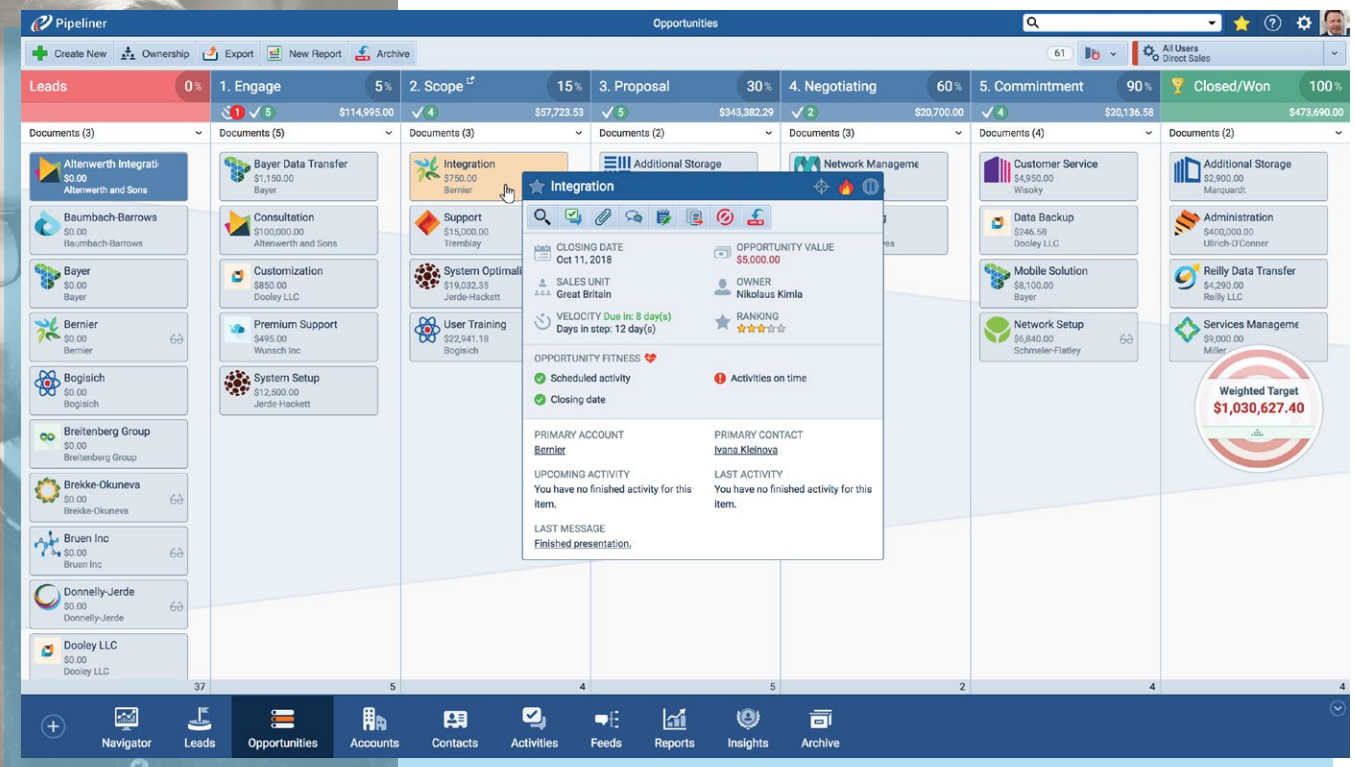 Pipeliner
Opportunities
Create New
Ownership
Export
New Report
Archive
61
All Users
Direct Sales
Leads
0%
1. Engage
5%
2. Scope
15%
3. Proposal
30%
4. Negotiating
60%
5. Commintment
90%
Closed/Won
100%
1
5
$114,995.00
4
$57,723.53
5
$343,382.29
2
$20,700.00
4
$20,136.58
$473,690.00
Documents (3)
Documents (5)
Documents (3)
Documents (2)
Documents (3)
Documents (4)
Documents (2)
Altenworth Integrati
$0.00
Altenworth and Sons
Baumbach-Barrows
$0.00
Baumbach-Barrows
Bayer
$0.00
Bayer
Bernier
$0.00
Bernier
Bogisich
$0.00
Bogisich
Breitenberg Group
$0.00
Breitenberg Group
Brekke-Okuneva
$0.00
Brekke-Okuneva
Bruen Inc
$0.00
Bruen Inc
Donnelly-Jerde
$0.00
Donnelly-Jerde
Dooley LLC
$0.00
Dooley LLC
Bayer Data Transfer
$1,150.00
Bayer
Consultation
$100,000.00
Altenwerth and Sons
Customization
$850.00
Dooley LLC
Premium Support
$495.00
Wunsch Inc
System Setup
$12,500.00
Jerde-Hackett
Integration
$750.00
Bernier
Support
$15,000.00
Tremblay
System Optimali
$19,032.35
Jerde-Hackett
User Training
$22,941.18
Bogisich
Additional Storage
Network Manageme
Integration
CLOSING DATE
Oct 11, 2018
OPPORTUNITY VALUE
$5,000.00
SALES UNIT
Great Britain
OWNER
Nikolaus Kimla
VELOCITY Due in: 8 day(s)
Days in step: 12 day(s)
RANKING
OPPORTUNITY FITNESS
Scheduled activity
Activities on time
Closing date
PRIMARY ACCOUNT
Bernier
PRIMARY CONTACT
Ivana Kleinova
UPCOMING ACTIVITY
You have no finished activity for this
item.
LAST ACTIVITY
You have no finished activity for this
item.
LAST MESSAGE
Finished presentation.
Customer Service
$4,950.00
Wisoky
Data Backup
$246.58
Dooley LLC
Mobile Solution
$8,100.00
Bayer
Network Setup
$6,840.00
Schmeler-Flatley
Additional Storage
$2,900.00
Marquardt
Administration
$400,000.00
Ullrich-O'Conner
Reilly Data Transfer
$4,290.00
Reilly LLC
Services Manageme
$9,000.00
Miller
Weighted Target
$1,030,627.40
37
5
4
5
2
4
4
Navigator
Leads
Opportunities
Accounts
Contacts
Activities
Feeds
Reports
Insights
Archive